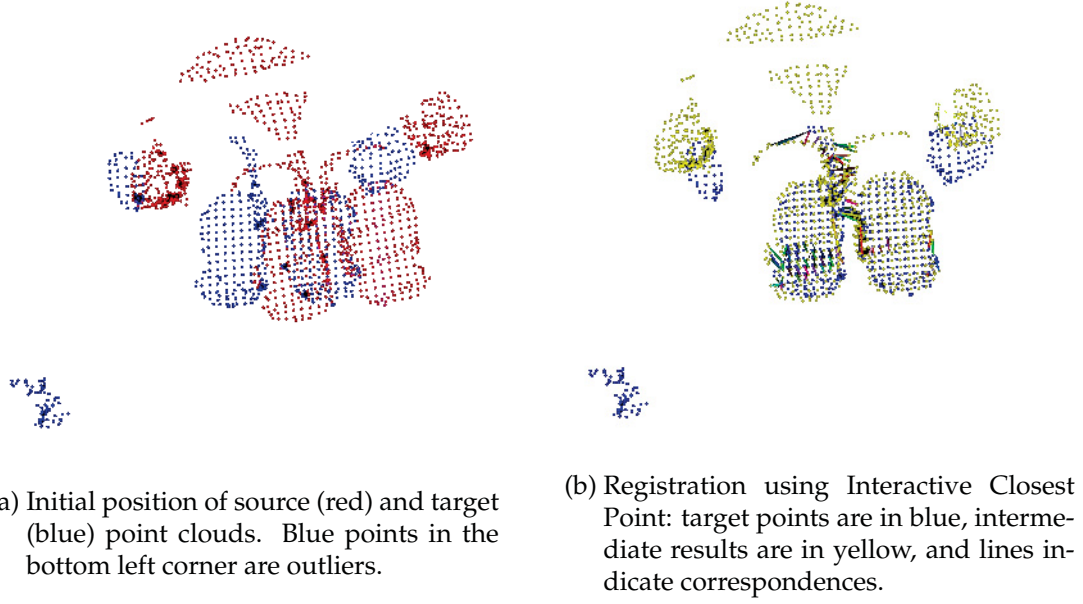 a) Initial position of source (red) and target
(blue) point clouds. Blue points in the
bottom left corner are outliers.
(b) Registration using Interactive Closest
Point: target points are in blue, interme-
diate results are in yellow, and lines in-
dicate correspondences.